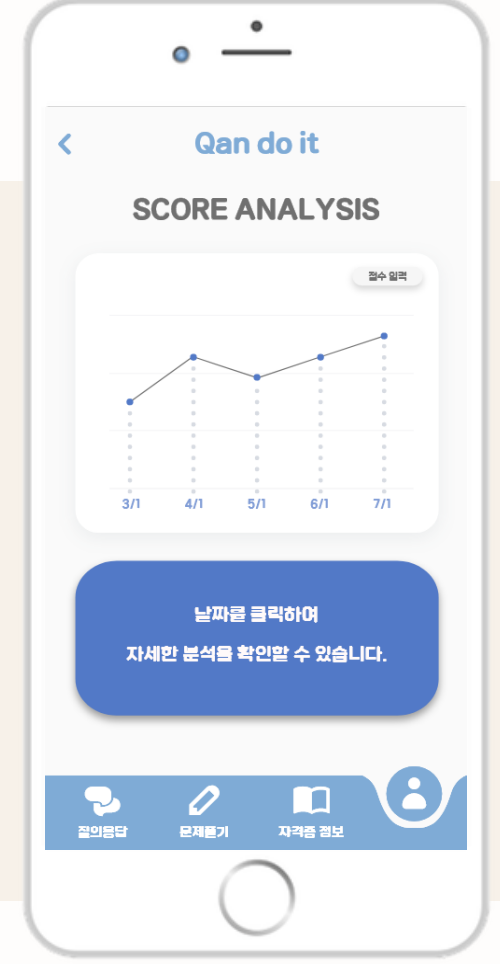 Qan do it
SCORE ANALYSIS
점수 입력
3/1 4/1 5/1 6/1 7/1
날짜를 클릭하여
자세한 분석을 확인할 수 있습니다.
질의응답 문제풀기 자격증 정보